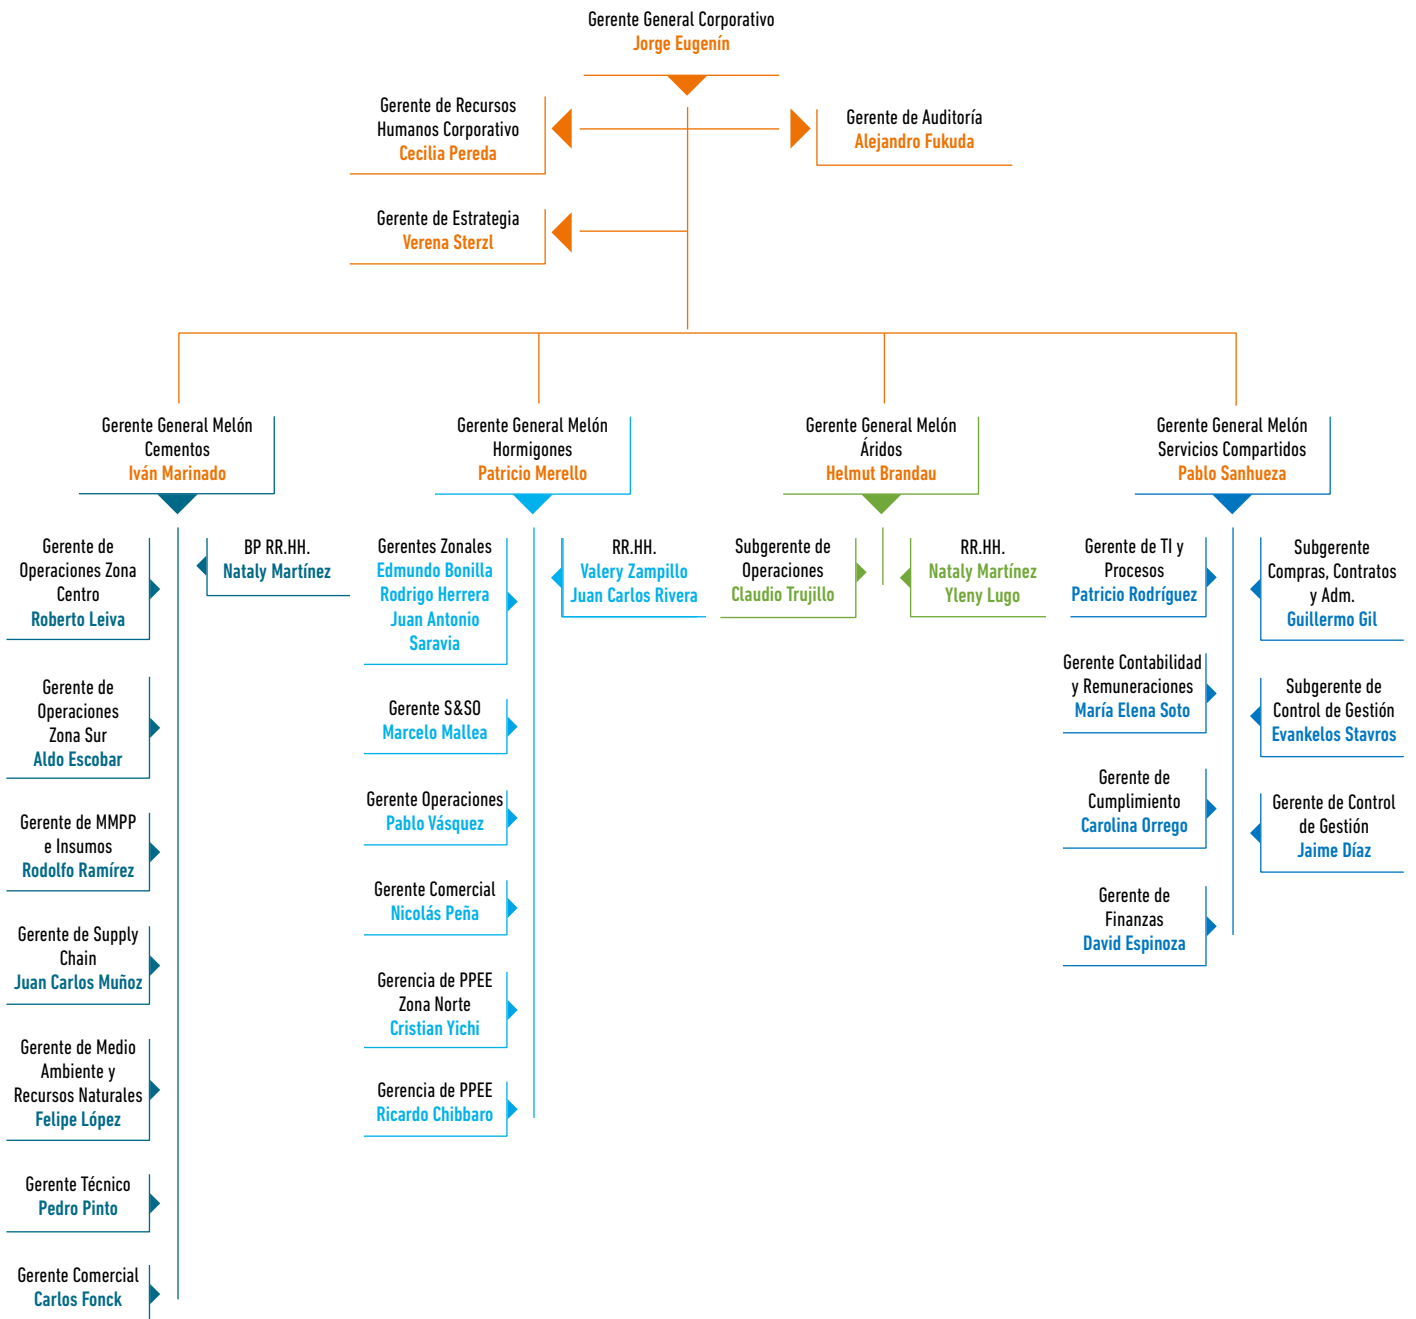 Gerente General Corporativo
Jorge Eugenín
Gerente de Recursos
Humanos Corporativo
Cecilia Pereda
Gerente de Auditoría
Alejandro Fukuda
Gerente de Estrategia
Verena Sterzl
Gerente General Melón
Cementos
Iván Marinado
Gerente de
Operaciones Zona
Centro
Roberto Leiva
BP RR.HH.
Nataly Martínez
Gerente de
Operaciones
Zona Sur
Aldo Escobar
Gerente de MMPP
e Insumos
Rodolfo Ramírez
Gerente de Supply
Chain
Juan Carlos Muñoz
Gerente de Medio
Ambiente y
Recursos Naturales
Felipe López
Gerente Técnico
Pedro Pinto
Gerente Comercial
Carlos Fonck
Gerente General Melón
Hormigones
Patricio Merello
Gerentes Zonales
Edmundo Bonilla
Rodrigo Herrera
Juan Antonio
Saravia
RR.HH.
Valery Zampillo
Juan Carlos Rivera
Gerente S&SO
Marcelo Mallea
Gerente Operaciones
Pablo Vásquez
Gerente Comercial
Nicolás Peña
Gerencia de PPEE
Zona Norte
Cristian Yichi
Gerencia de PPEE
Ricardo Chibbaro
Gerente General Melón
Áridos
Helmut Brandau
Subgerente de
Operaciones
Claudio Trujillo
RR.HH.
Nataly Martínez
Yleny Lugo
Gerente General Melón
Servicios Compartidos
Pablo Sanhueza
Gerente de TI y
Procesos
Patricio Rodríguez
Subgerente
Compras, Contratos
y Adm.
Guillermo Gil
Gerente Contabilidad
y Remuneraciones
María Elena Soto
Subgerente de
Control de Gestión
Evankelos Stavros
Gerente de
Cumplimiento
Carolina Orrego
Gerente de Control
de Gestión
Jaime Díaz
Gerente de
Finanzas
David Espinoza